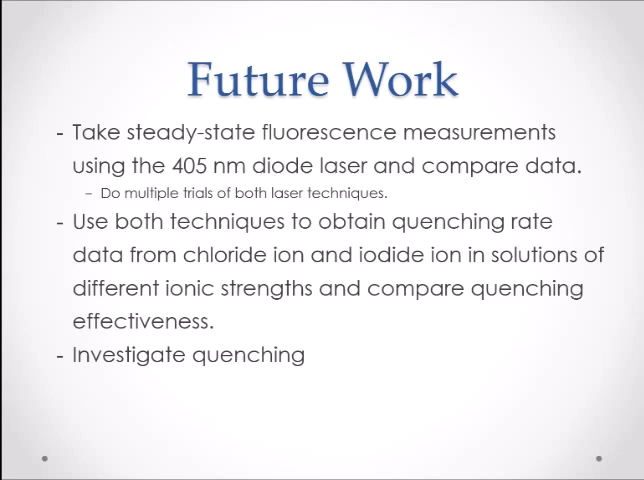 Future Work
- Take steady-state fluorescence measurements
using the 405 nm diode laser and compare data.
- Do multiple trials of both laser techniques.
- Use both techniques to obtain quenching rate
data from chloride ion and iodide ion in solutions of
different ionic strengths and compare quenching
effectiveness.
- Investigate quenching